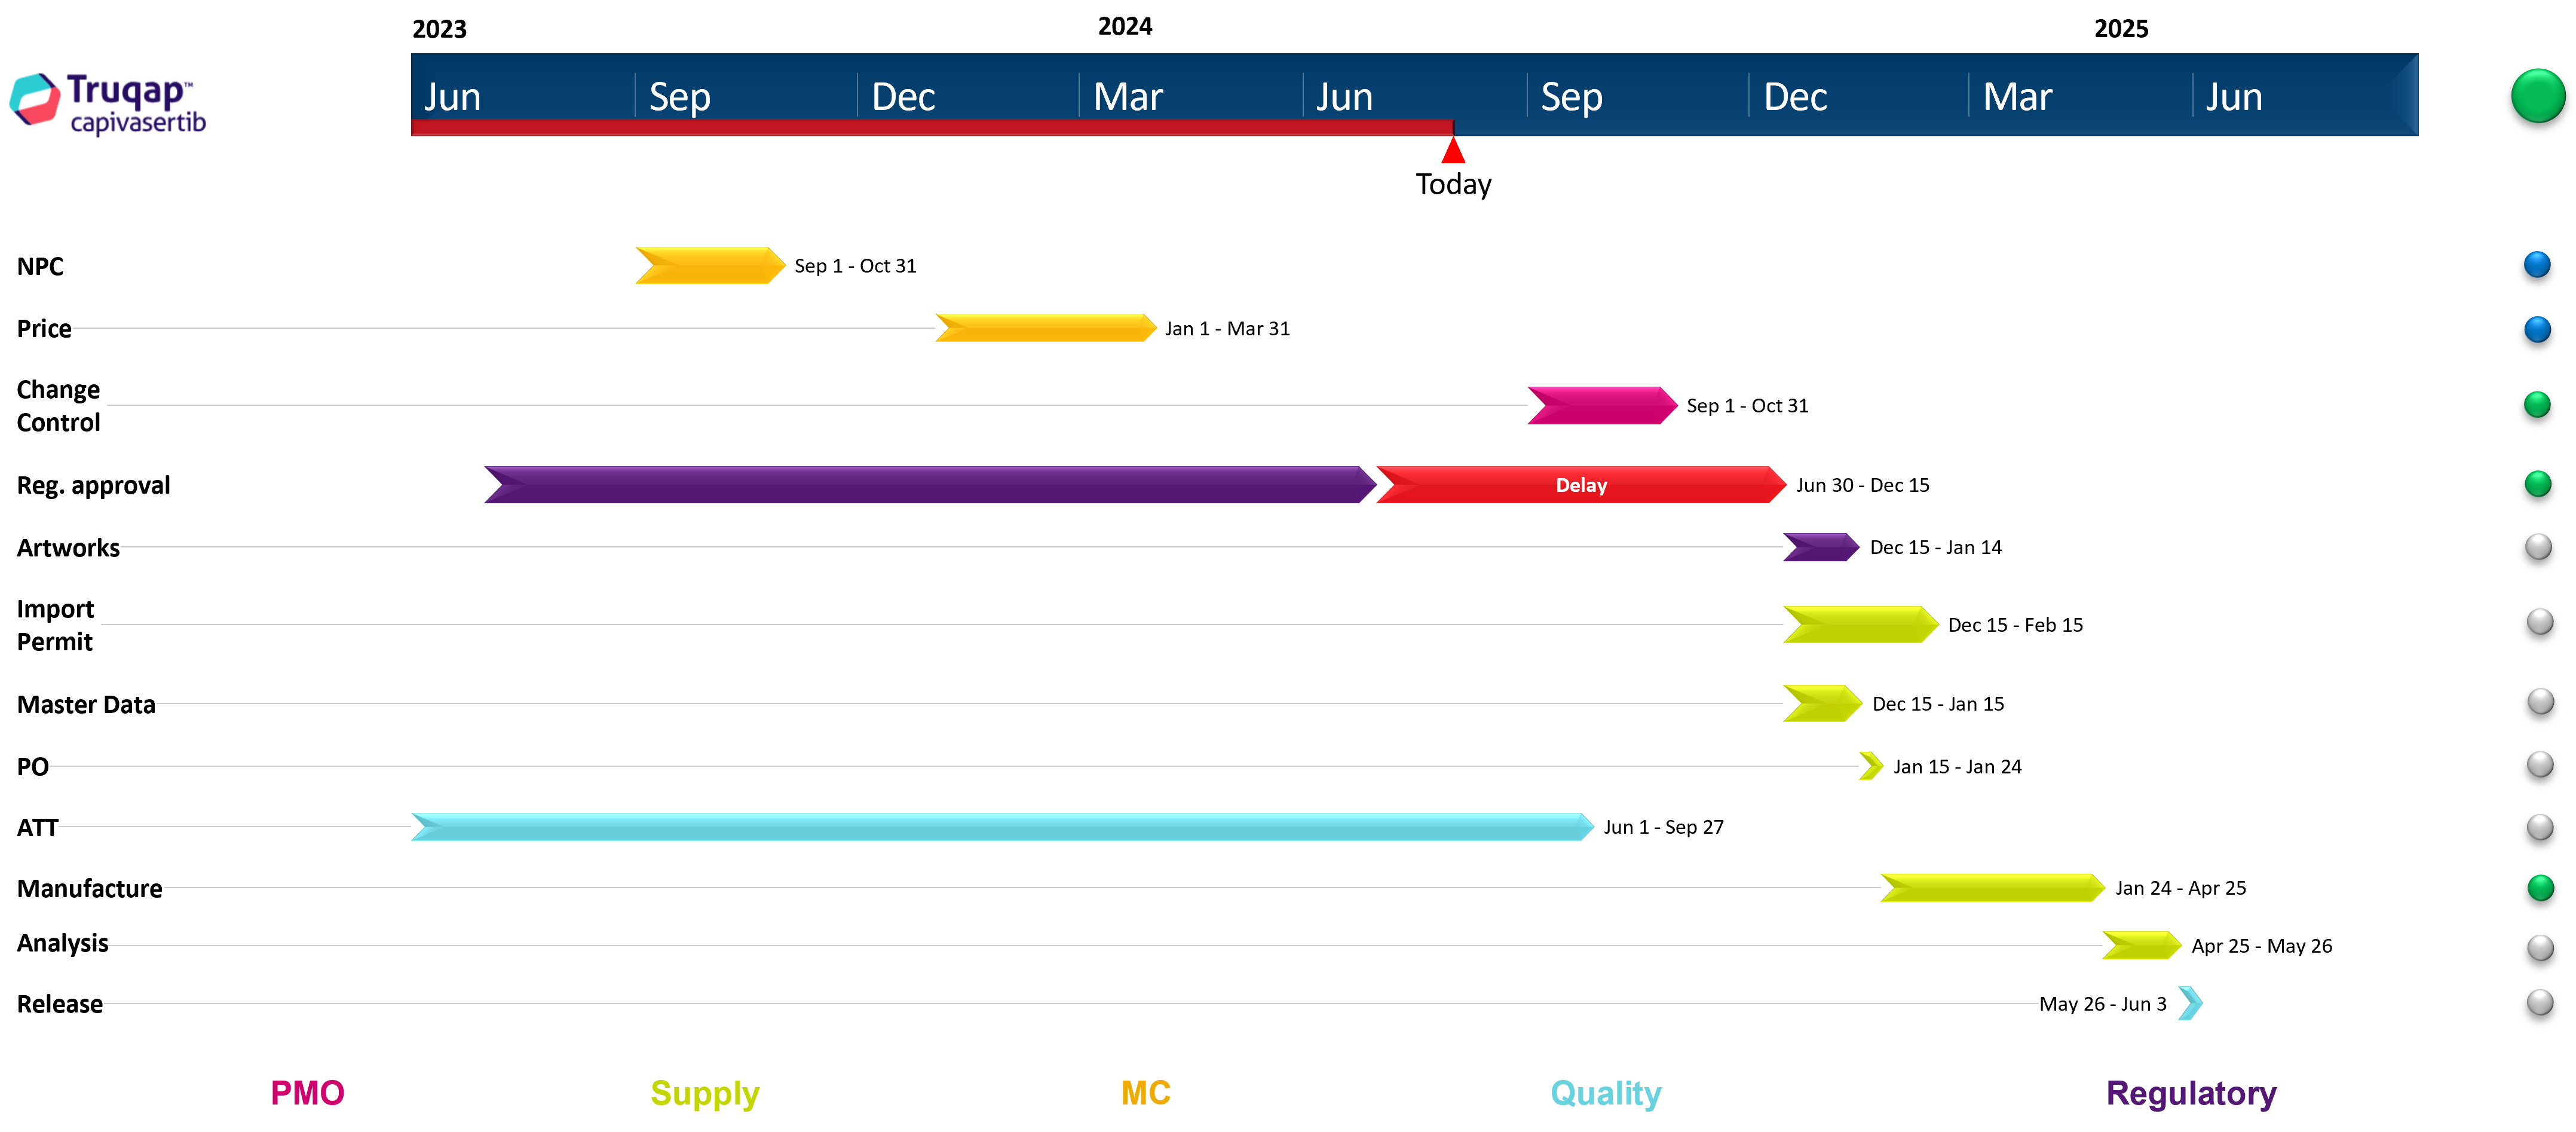 2023 2024 2025
Truqap™
capivasertib
Jun Sep Dec Mar Jun Sep Dec Mar Jun
Today
NPC Sep 1 - Oct 31
Price Jan 1 - Mar 31
Change
Control
Sep 1 - Oct 31
Reg. approval Delay Jun 30 - Dec 15
Artworks Dec 15 - Jan 14
Import
Permit
Dec 15 - Feb 15
Master Data Dec 15 - Jan 15
PO Jan 15 - Jan 24
ATT Jun 1 - Sep 27
Manufacture Jan 24 - Apr 25
Analysis Apr 25 - May 26
Release May 26 - Jun 3
PMO Supply MC Quality Regulatory